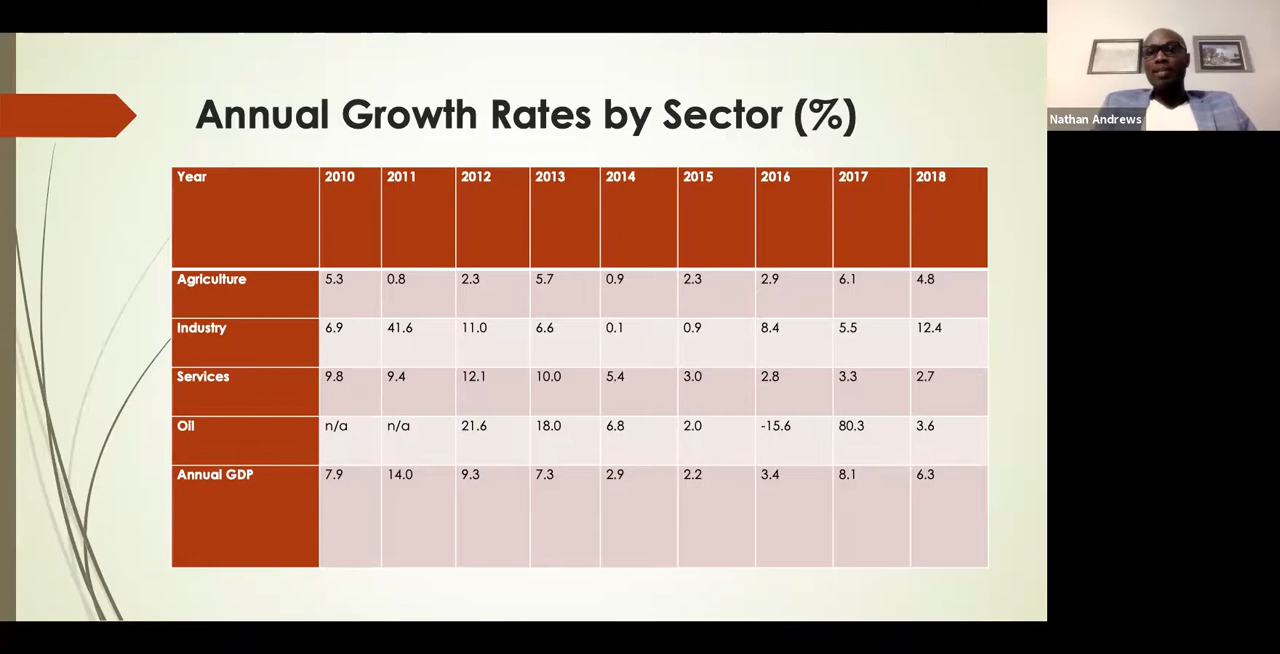 Annual Growth Rates by Sector (%)
Nathan Andrews
Year 2010 2011 2012 2013 2014 2015 2016 2017 2018
Agriculture 5.3 0.8 2.3 5.7 0.9 2.3 2.9 6.1 4.8
Industry 6.9 41.6 11.0 6.6 0.1 0.9 8.4 5.5 12.4
Services 9.8 9.4 12.1 10.0 5.4 3.0 2.8 3.3 2.7
Oil n/a n/a 21.6 18.0 6.8 2.0 -15.6 80.3 3.6
Annual GDP 7.9 14.0 9.3 7.3 2.9 2.2 3.4 8.1 6.3